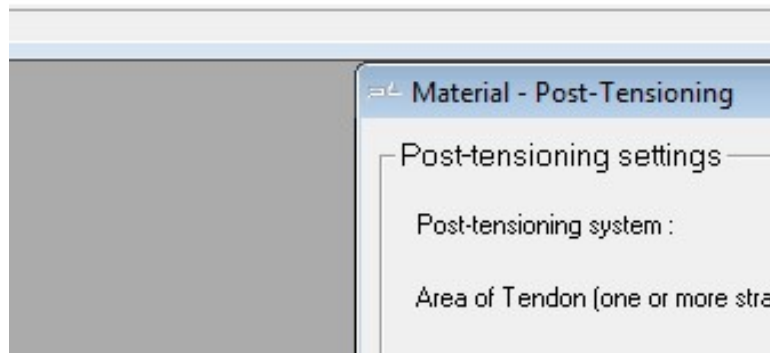 Material - Post-Tensioning
Post-tensioning settings
Post-tensioning system :
Area of Tendon (one or more stra